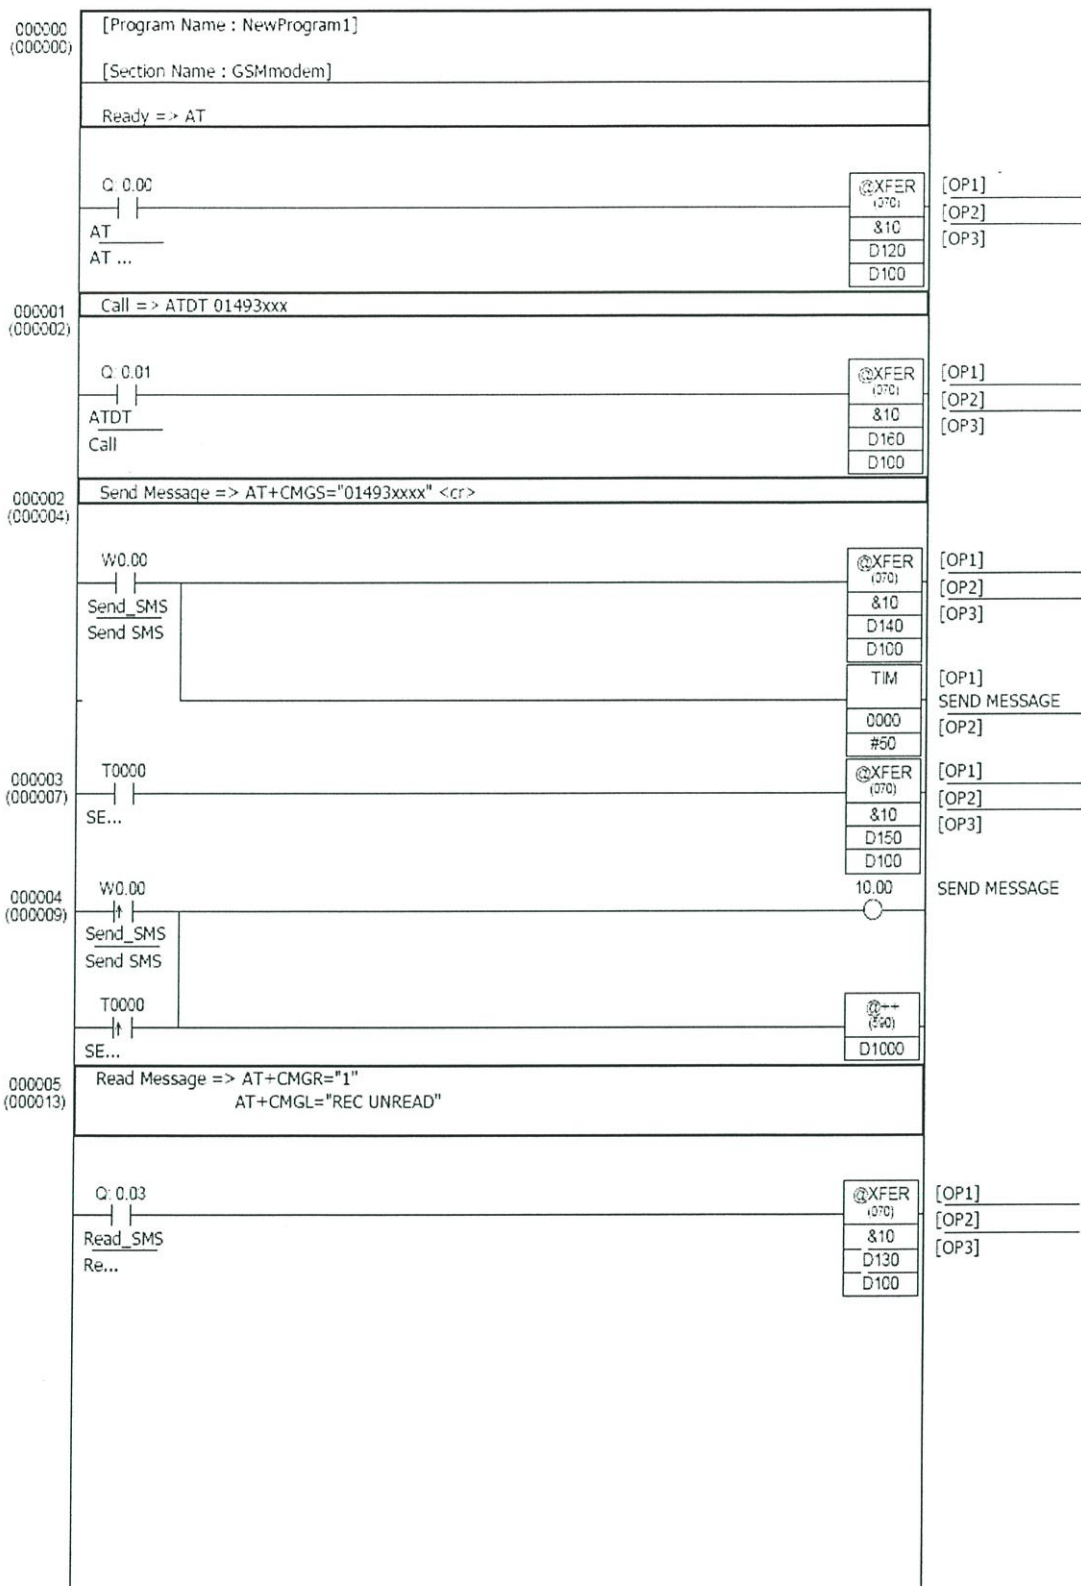 000000
(000000)
[Program Name : NewProgram1]
[Section Name : GSMmodem]
Ready => AT
Q: 0.00
AT
AT ...
@XFER
(070)
&10
D120
D100
[OP1]
[OP2]
[OP3]
000001
(000002)
Call => ATDT 01493xxx
Q: 0.01
ATDT
Call
@XFER
(070)
&10
D160
D100
[OP1]
[OP2]
[OP3]
000002
(000004)
Send Message => AT+CMGS="01493xxxx" <cr>
W0.00
Send_SMS
Send SMS
@XFER
(070)
&10
D140
D100
[OP1]
[OP2]
[OP3]
TIM
0000
#50
[OP1]
SEND MESSAGE
[OP2]
000003
(000007)
T0000
SE...
@XFER
(070)
&10
D150
D100
[OP1]
[OP2]
[OP3]
000004
(000009)
W0.00
Send_SMS
Send SMS
10.00
SEND MESSAGE
T0000
SE...
@++
(590)
D1000
000005
(000013)
Read Message => AT+CMGR="1"
AT+CMGL="REC UNREAD"
Q: 0.03
Read_SMS
Re...
@XFER
(070)
&10
D130
D100
[OP1]
[OP2]
[OP3]